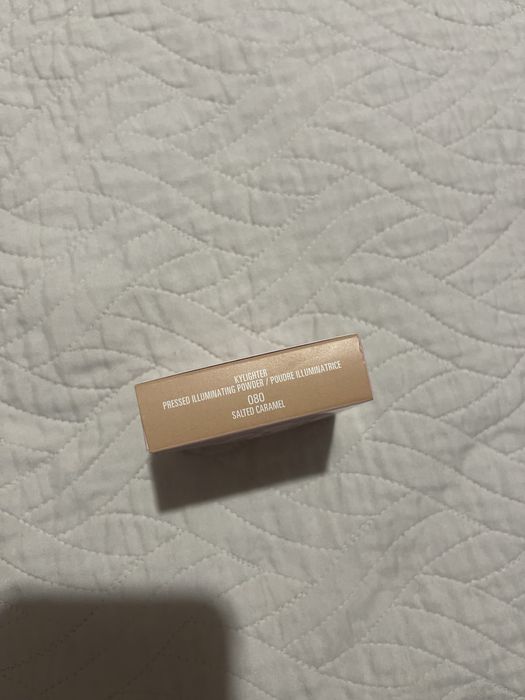 KYLIGHTER
PRESSED ILLUMINATING POWDER / POUDRE ILLUMINATRICE
080
SALTED CARAMEL